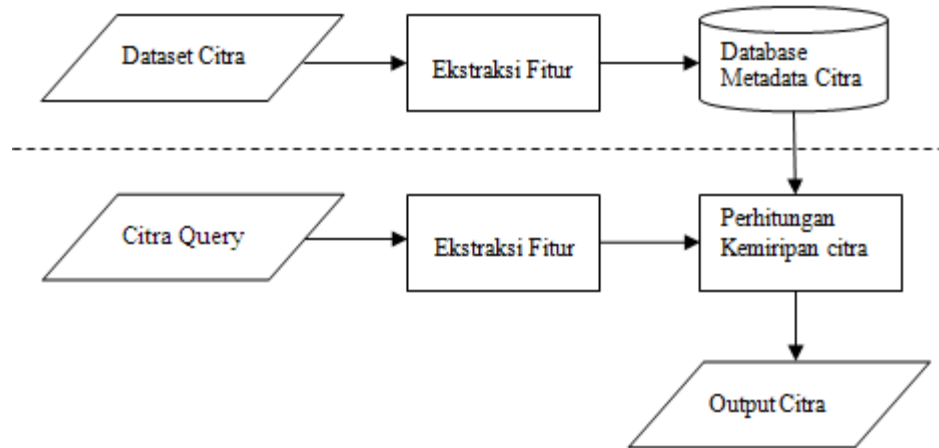 Dataset Citra
Ekstraksi Fitur
Database
Metadata Citra
Citra Query
Ekstraksi Fitur
Perhitungan
Kemiripan citra
Output Citra